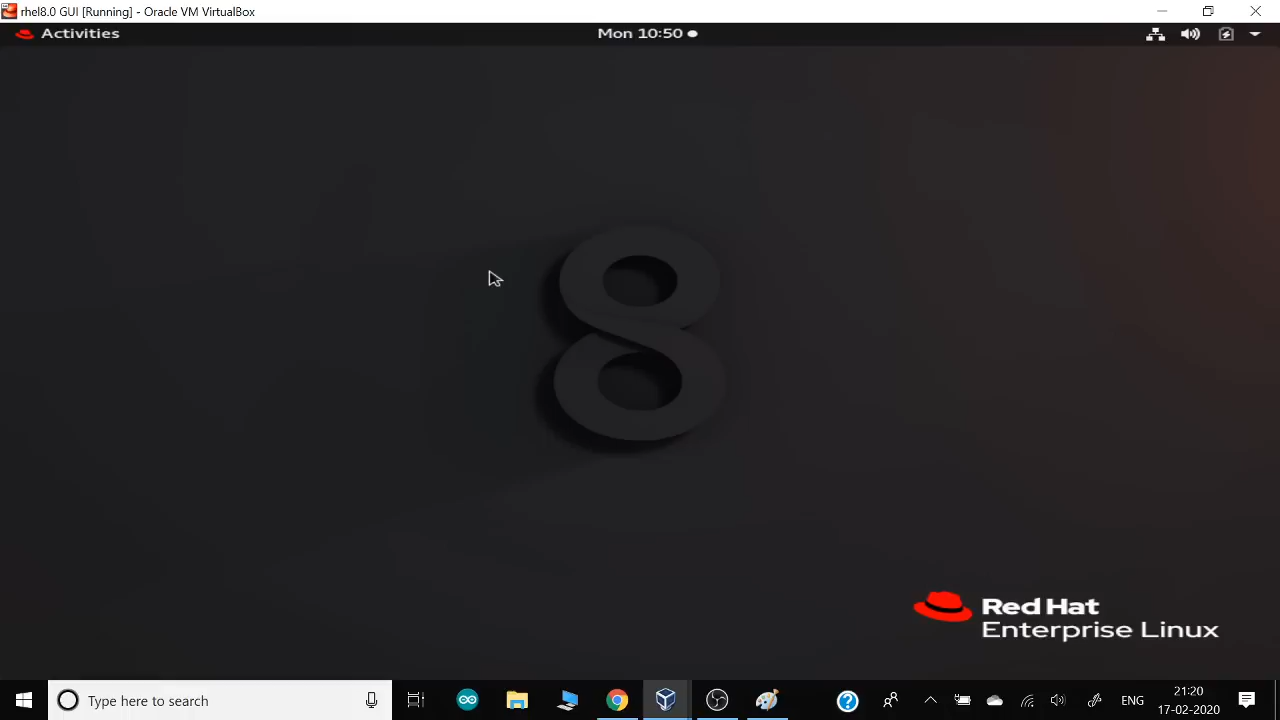 rhel8.0 GUI [Running] - Oracle VM VirtualBox
Activities
Mon 10:50
8
Red Hat
Enterprise Linux
Type here to search
ENG
21:20
17-02-2020